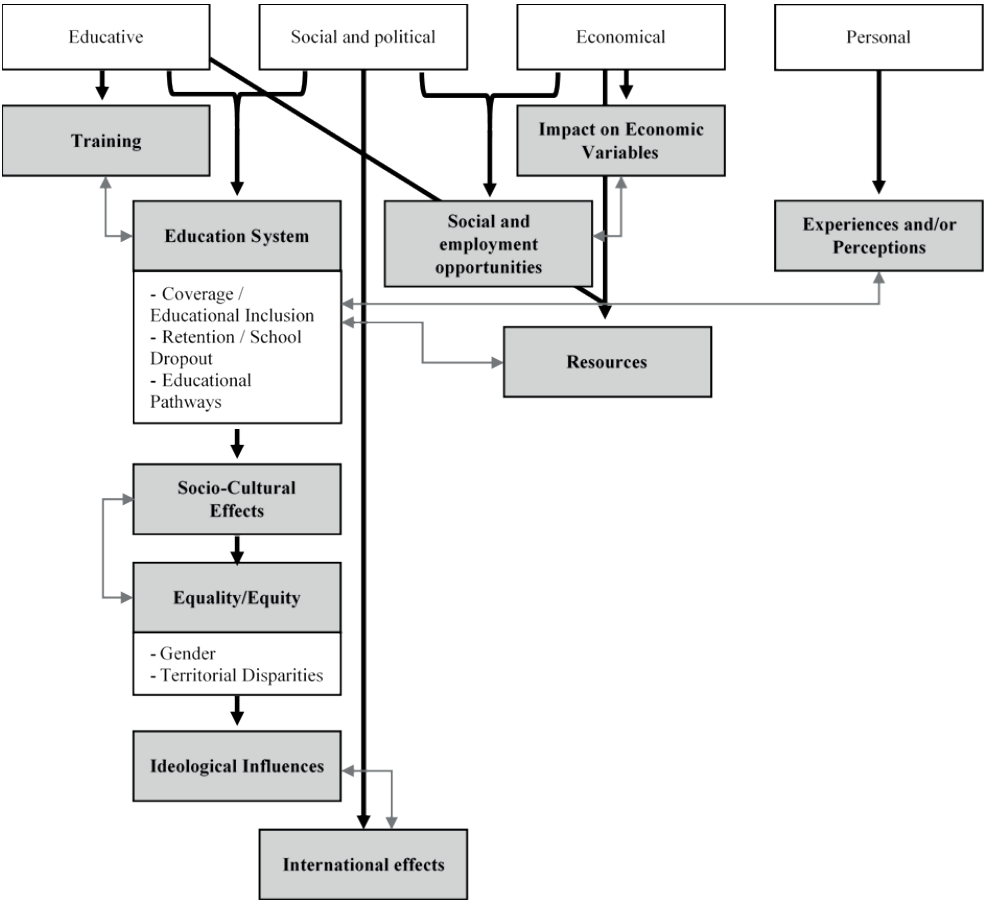 Educative
Social and political
Economical
Personal
Training
Impact on Economic
Variables
Education System
Social and
employment
opportunities
Experiences and/or
Perceptions
- Coverage /
Educational Inclusion
- Retention / School
Dropout
- Educational
Pathways
Resources
Socio-Cultural
Effects
Equality/Equity
- Gender
- Territorial Disparities
Ideological Influences
International effects